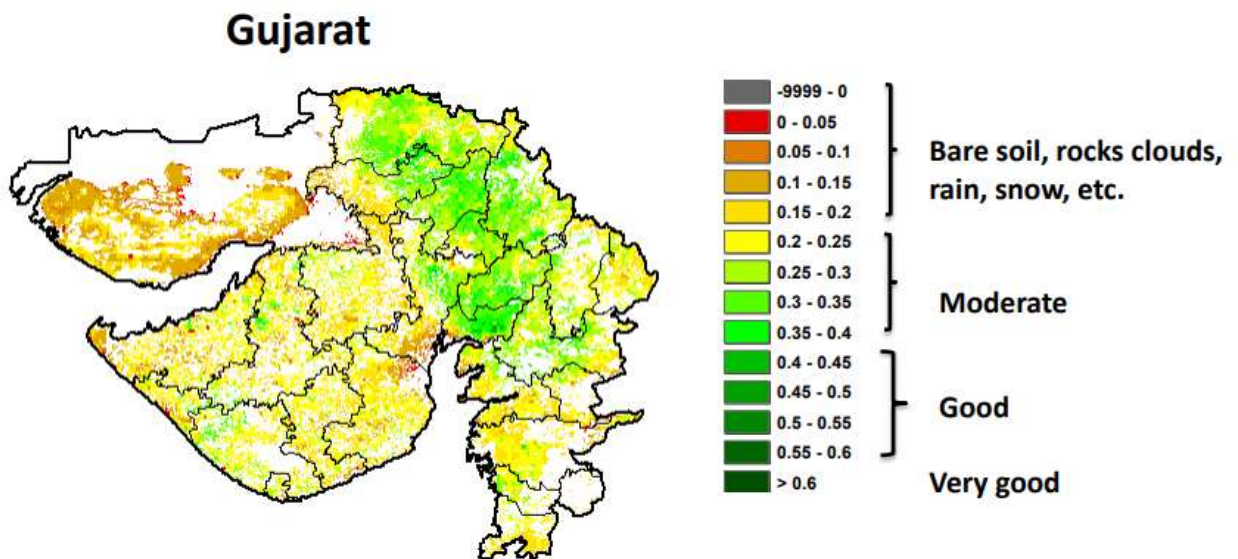 Gujarat
-9999 - 0
0 - 0.05
0.05 - 0.1
0.1 - 0.15
0.15 - 0.2
0.2 - 0.25
0.25 - 0.3
0.3 - 0.35
0.35 - 0.4
0.4 - 0.45
0.45 - 0.5
0.5 - 0.55
0.55 - 0.6
> 0.6
Bare soil, rocks clouds,
rain, snow, etc.
Moderate
Good
Very good